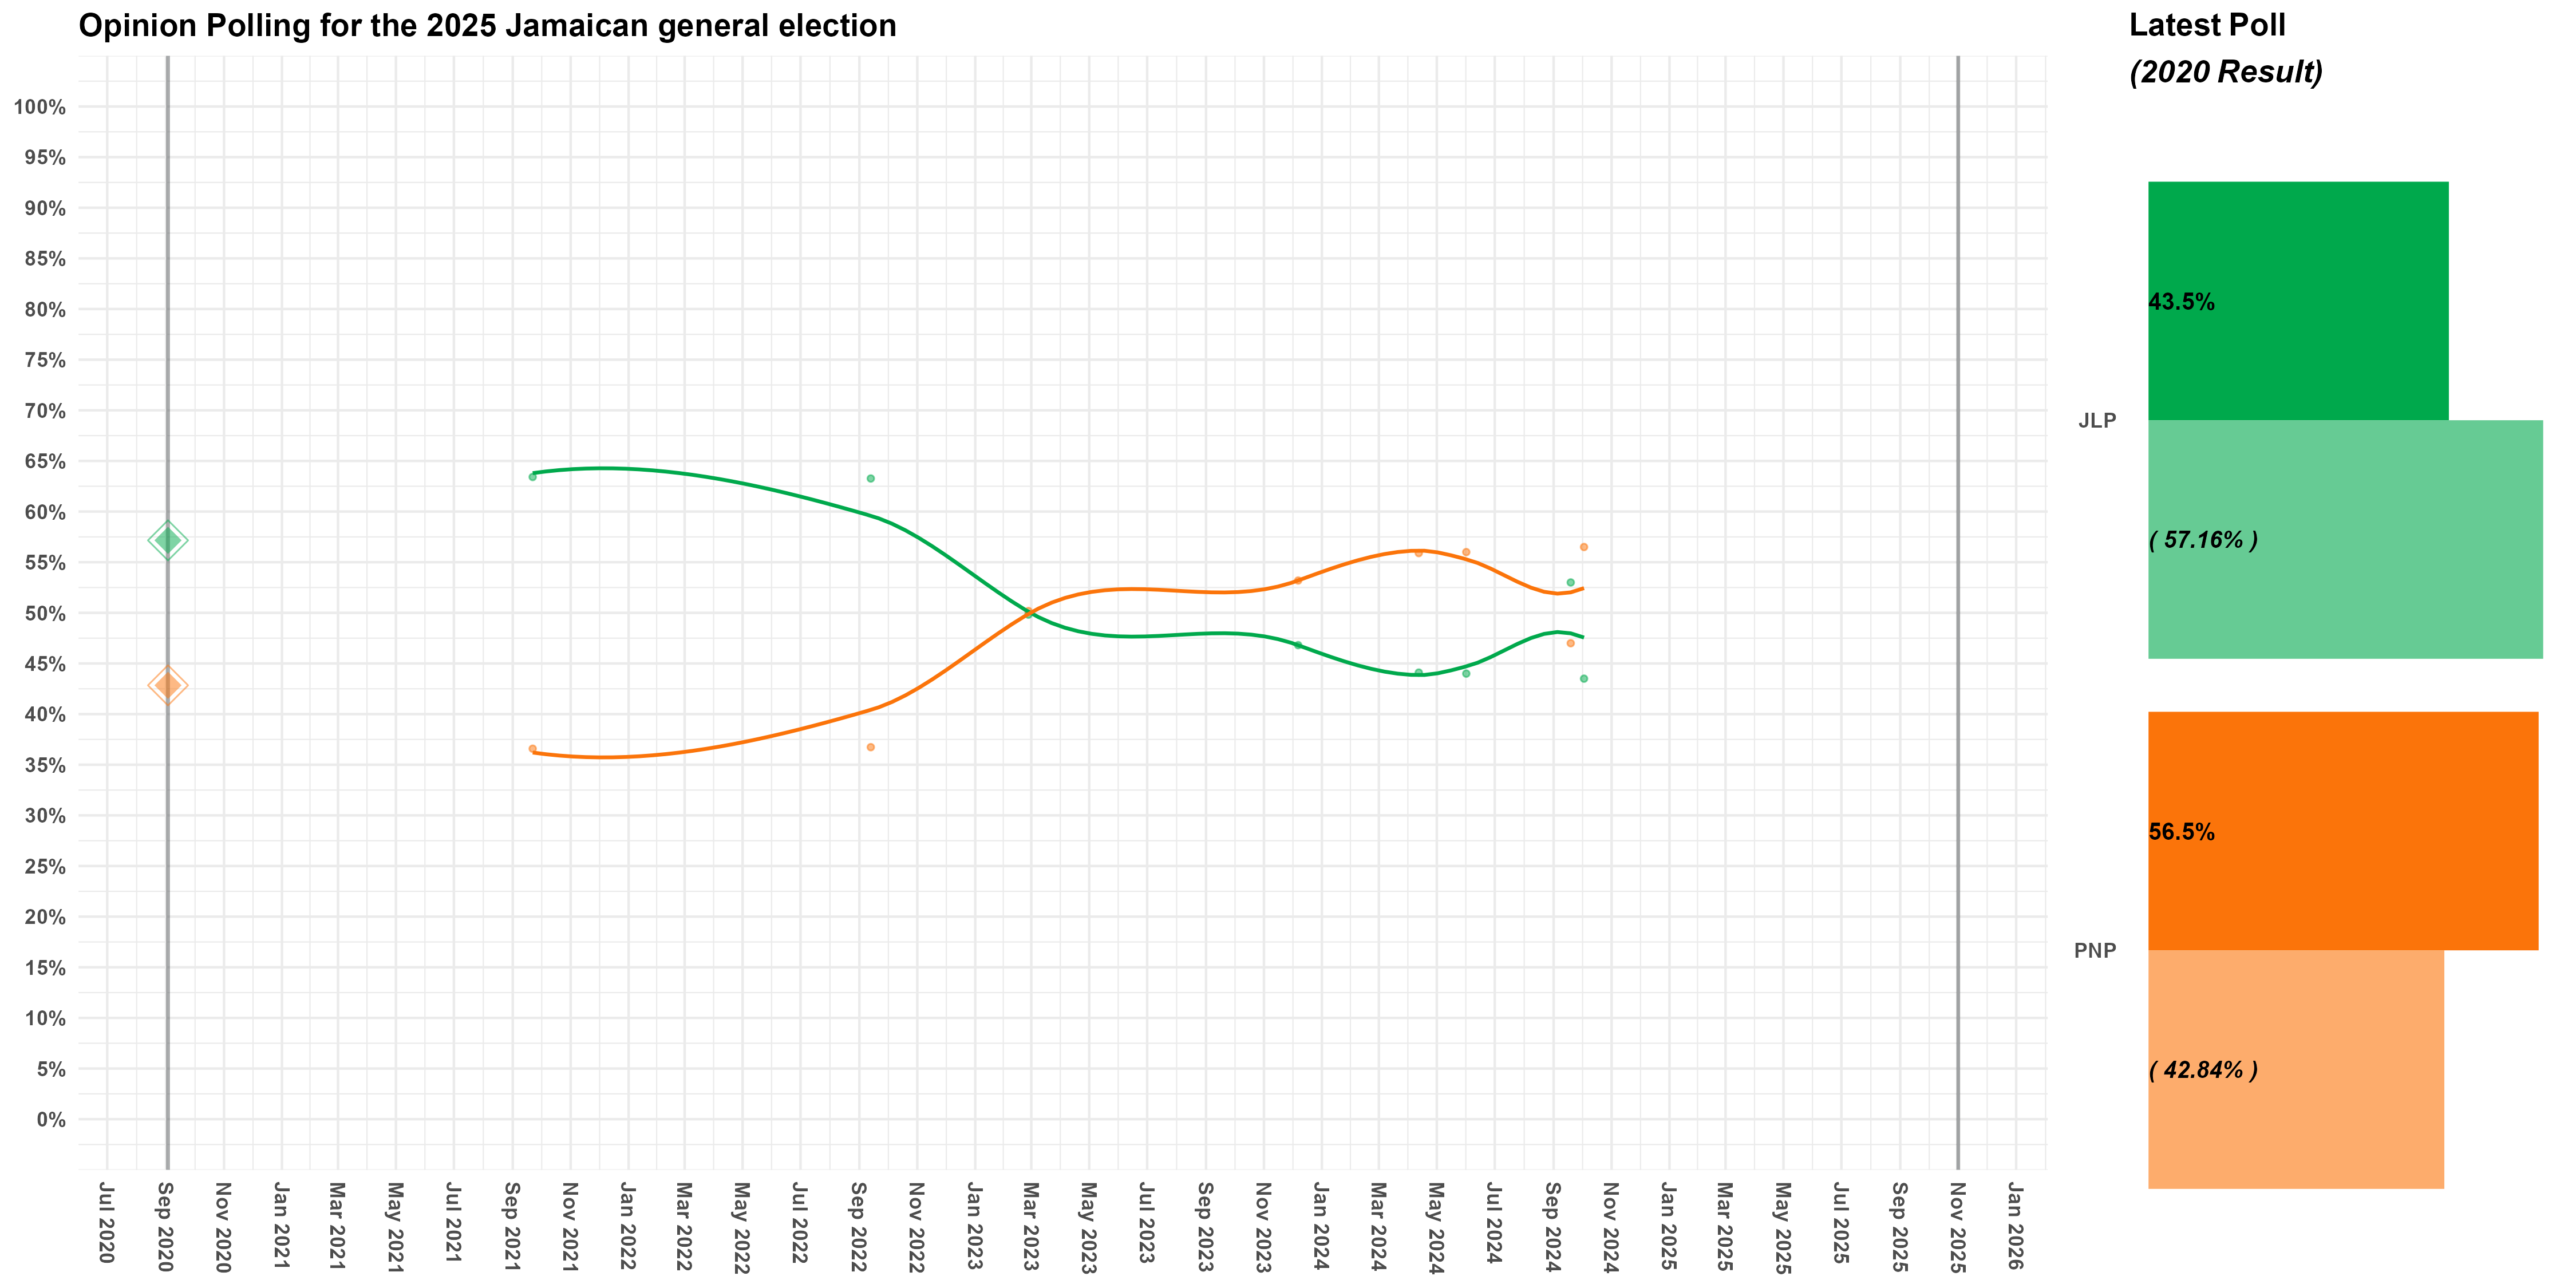 Opinion Polling for the 2025 Jamaican general election
100%
95%
90%
85%
80%
75%
70%
65%
60%
55%
50%
45%
40%
35%
30%
25%
20%
15%
10%
5%
0%
Jul 2020
Sep 2020
Nov 2020
Jan 2021
Mar 2021
May 2021
Jul 2021
Sep 2021
Nov 2021
Jan 2022
Mar 2022
May 2022
Jul 2022
Sep 2022
Nov 2022
Jan 2023
Mar 2023
May 2023
Jul 2023
Sep 2023
Nov 2023
Jan 2024
Mar 2024
May 2024
Jul 2024
Sep 2024
Nov 2024
Jan 2025
Mar 2025
May 2025
Jul 2025
Sep 2025
Nov 2025
Jan 2026
Latest Poll
(2020 Result)
JLP
43.5%
( 57.16% )
PNP
56.5%
( 42.84% )